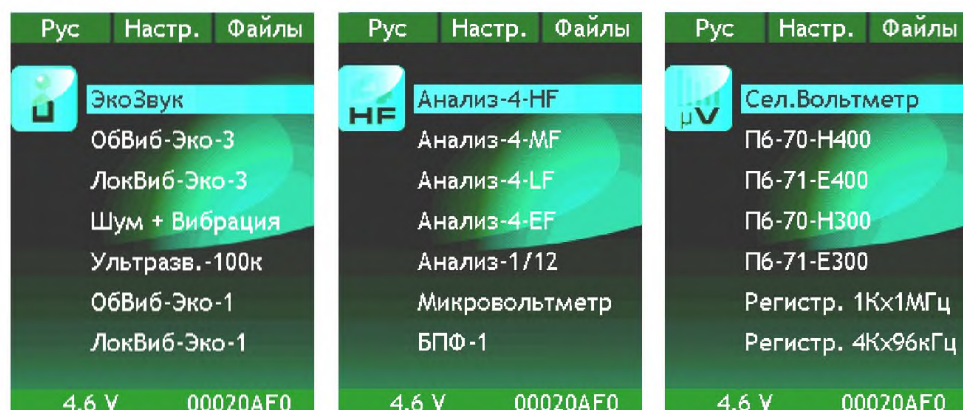 Рус Настр. Файлы
ЭкоЗвук
ОбВиб-Эко-3
ЛокВиб-Эко-3
Шум + Вибрация
Ультразв.-100к
ОбВиб-Эко-1
ЛокВиб-Эко-1
4.6 V 00020AF0
Рус Настр. Файлы
HF
Анализ-4-HF
Анализ-4-MF
Анализ-4-LF
Анализ-4-EF
Анализ-1/12
Микровольтметр
БПФ-1
4.6 V 00020AF0
Рус Настр. Файлы
μV
Сел.Вольтметр
П6-70-Н400
П6-71-Е400
П6-70-Н300
П6-71-Е300
Регистр. 1Кх1МГц
Регистр. 4Кх96кГц
4.6 V 00020AF0